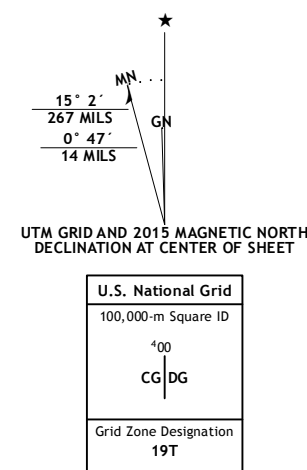 ★
MN
15° 2´
267 MILS
GN
0° 47´
14 MILS
UTM GRID AND 2015 MAGNETIC NORTH
DECLINATION AT CENTER OF SHEET
U.S. National Grid
100,000-m Square ID
⁴00
CG DG
Grid Zone Designation
19T